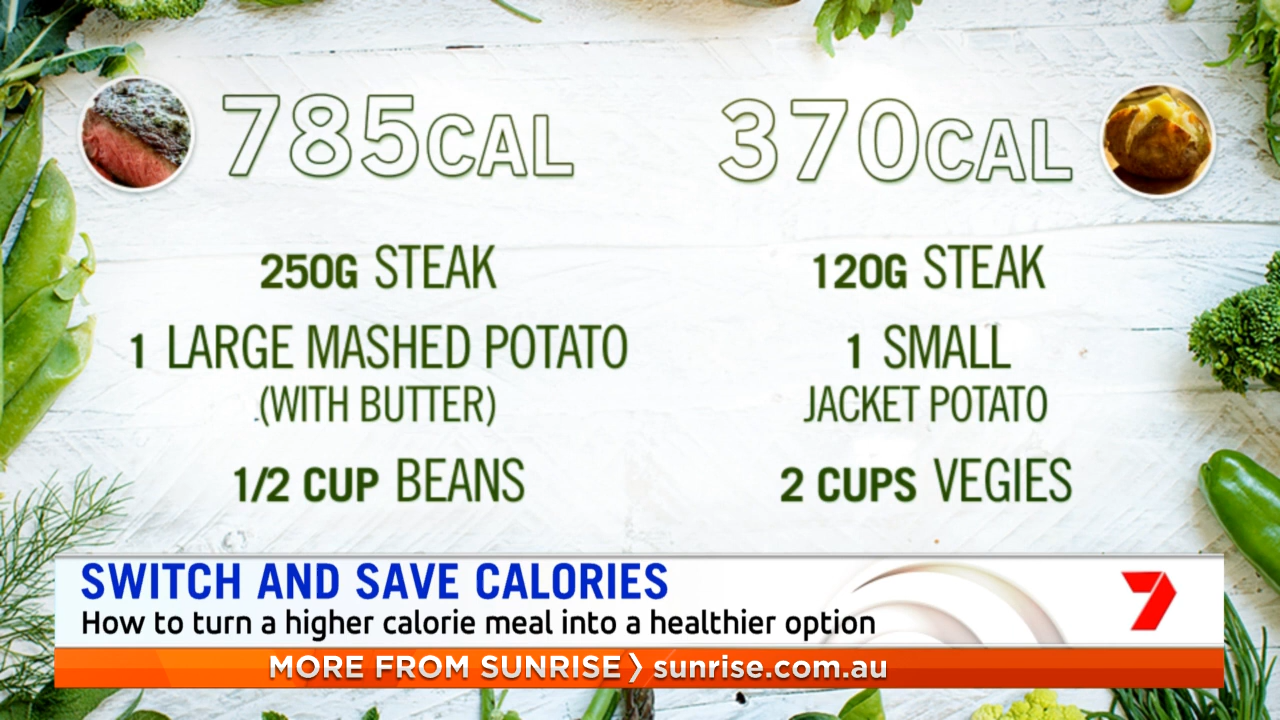 785CAL
250G STEAK
1 LARGE MASHED POTATO
(WITH BUTTER)
1/2 CUP BEANS
370CAL
120G STEAK
1 SMALL
JACKET POTATO
2 CUPS VEGIES
SWITCH AND SAVE CALORIES
How to turn a higher calorie meal into a healthier option
7
MORE FROM SUNRISE 〉 sunrise.com.au